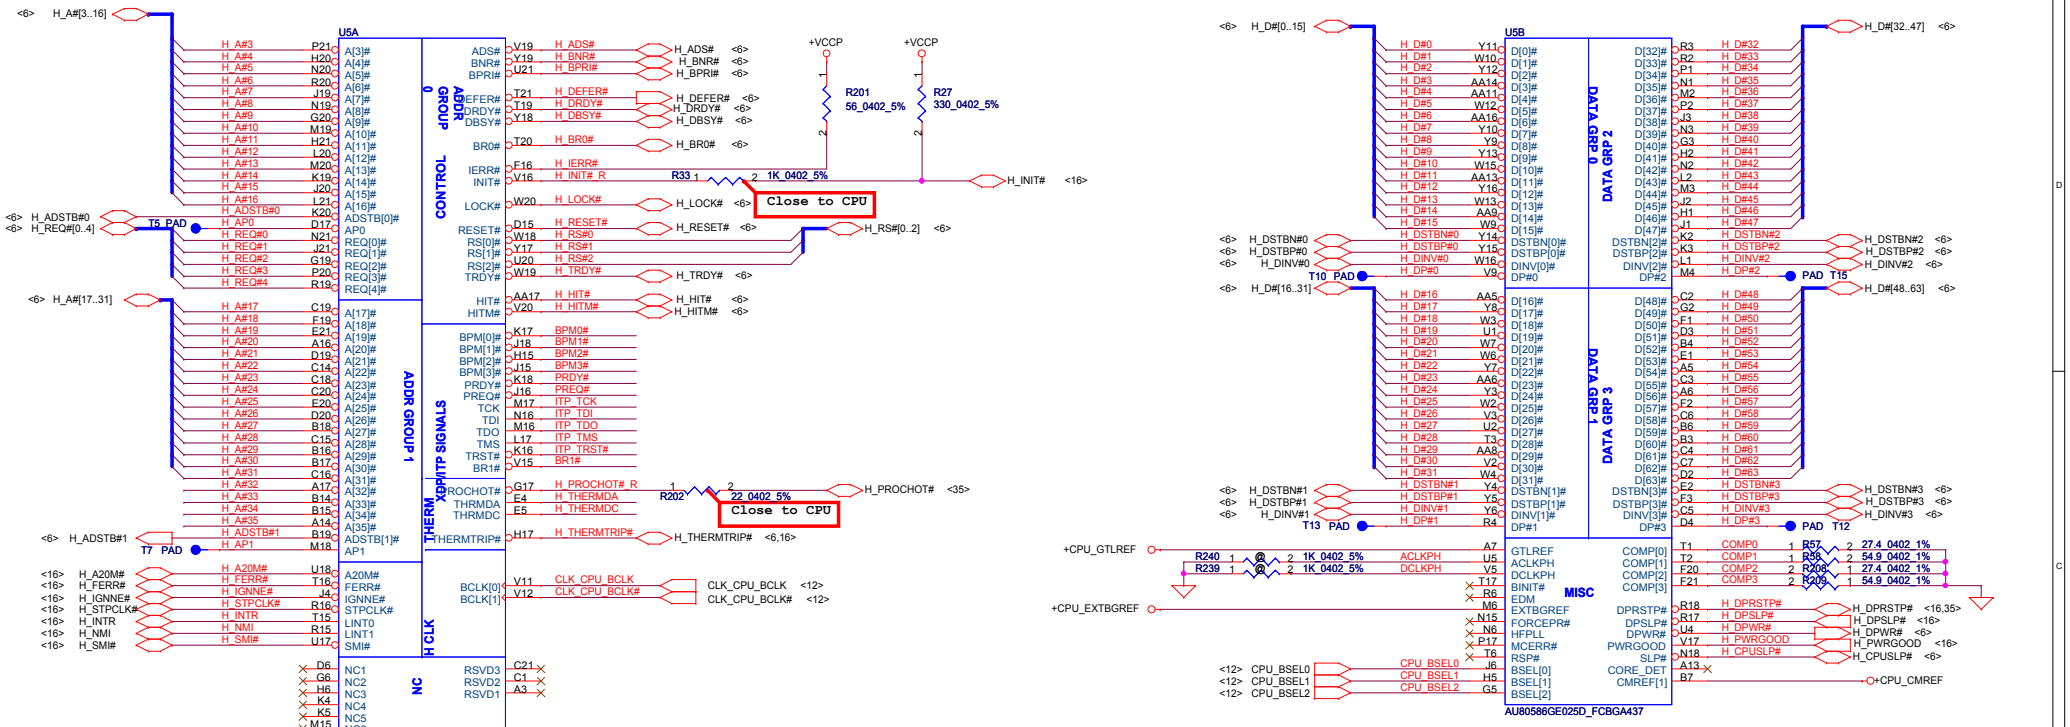 <6> H_A#[3..16]
U5A
H_A#3 P21 A[3]# ADS# V19 H_ADS# H_ADS# <6>
H_A#4 H20 A[4]# BNR# Y19 H_BNR# H_BNR# <6>
H_A#5 N20 A[5]# BPRI# U21 H_BPRI# H_BPRI# <6>
H_A#6 R20 A[6]#
H_A#7 J19 A[7]# DEFER# T21 H_DEFER# H_DEFER# <6>
H_A#8 N19 A[8]# DRDY# T19 H_DRDY# H_DRDY# <6>
H_A#9 G20 A[9]# DBSY# Y18 H_DBSY# H_DBSY# <6>
H_A#10 M19 A[10]#
H_A#11 H21 A[11]# BR0# T20 H_BR0# H_BR0# <6>
H_A#12 L20 A[12]#
H_A#13 M20 A[13]# IERR# F16 H_IERR#
H_A#14 K19 A[14]# INIT# V16 H_INIT#_R R33 1 2 1K_0402_5% H_INIT# <16>
H_A#15 J20 A[15]#
H_A#16 L21 A[16]# LOCK# W20 H_LOCK# H_LOCK# <6>
Close to CPU
+VCCP +VCCP
1 R201 56_0402_5% 2
1 R27 330_0402_5% 2
ADDR GROUP 0
CONTROL
<6> H_ADSTB#0 H_ADSTB#0 K20 ADSTB[0]#
T5 PAD H_AP0 D17 AP0 RESET# D15 H_RESET# H_RESET# <6>
<6> H_REQ#[0..4] H_REQ#0 N21 REQ[0]# RS[0]# W18 H_RS#0 H_RS#[0..2] <6>
H_REQ#1 J21 REQ[1]# RS[1]# Y17 H_RS#1
H_REQ#2 G19 REQ[2]# RS[2]# U20 H_RS#2
H_REQ#3 P20 REQ[3]# TRDY# W19 H_TRDY# H_TRDY# <6>
H_REQ#4 R19 REQ[4]#
<6> H_A#[17..31] HIT# AA17 H_HIT# H_HIT# <6>
H_A#17 C19 A[17]# HITM# V20 H_HITM# H_HITM# <6>
H_A#18 F19 A[18]#
H_A#19 E21 A[19]# BPM[0]# K17 BPM0#
H_A#20 A16 A[20]# BPM[1]# J18 BPM1#
H_A#21 D19 A[21]# BPM[2]# H15 BPM2#
H_A#22 C14 A[22]# BPM[3]# J15 BPM3#
H_A#23 C18 A[23]# PRDY# K18 PRDY#
H_A#24 C20 A[24]# PREQ# J16 PREQ#
H_A#25 E20 A[25]# TCK M17 ITP_TCK
H_A#26 D20 A[26]# TDI N16 ITP_TDI
H_A#27 B18 A[27]# TDO M16 ITP_TDO
H_A#28 C15 A[28]# TMS L17 ITP_TMS
H_A#29 B16 A[29]# TRST# K16 ITP_TRST#
H_A#30 B17 A[30]# BR1# V15 BR1#
H_A#31 C16 A[31]#
H_A#32 A17 A[32]# PROCHOT# G17 H_PROCHOT#_R 1 R202 2 22_0402_5% H_PROCHOT# <35>
H_A#33 B14 A[33]# THRMDA E4 H_THERMDA
H_A#34 B15 A[34]# THRMDC E5 H_THERMDC
H_A#35 A14 A[35]#
Close to CPU
<6> H_ADSTB#1 H_ADSTB#1 B19 ADSTB[1]# THERMTRIP# H17 H_THERMTRIP# H_THERMTRIP# <6,16>
T7 PAD H_AP1 M18 AP1
ADDR GROUP 1
XDP/ITP SIGNALS
THERM
<16> H_A20M# H_A20M# U18 A20M# BCLK[0] V11 CLK_CPU_BCLK CLK_CPU_BCLK <12>
<16> H_FERR# H_FERR# T16 FERR# BCLK[1] V12 CLK_CPU_BCLK# CLK_CPU_BCLK# <12>
<16> H_IGNNE# H_IGNNE# J4 IGNNE#
<16> H_STPCLK# H_STPCLK# R16 STPCLK#
<16> H_INTR H_INTR T15 LINT0
<16> H_NMI H_NMI R15 LINT1
<16> H_SMI# H_SMI# U17 SMI#
H CLK
D6 NC1 RSVD3 C21
G6 NC2 RSVD2 C1
H6 NC3 RSVD1 A3
K4 NC4
K5 NC5
M15
NC
<6> H_D#[0..15] U5B H_D#[32..47] <6>
H_D#0 Y11 D[0]# D[32]# R3 H_D#32
H_D#1 W10 D[1]# D[33]# R2 H_D#33
H_D#2 Y12 D[2]# D[34]# P1 H_D#34
H_D#3 AA14 D[3]# D[35]# N1 H_D#35
H_D#4 AA11 D[4]# D[36]# M2 H_D#36
H_D#5 W12 D[5]# D[37]# P2 H_D#37
H_D#6 AA16 D[6]# D[38]# J3 H_D#38
H_D#7 Y10 D[7]# D[39]# N3 H_D#39
H_D#8 Y9 D[8]# D[40]# G3 H_D#40
H_D#9 Y13 D[9]# D[41]# H2 H_D#41
H_D#10 W15 D[10]# D[42]# N2 H_D#42
H_D#11 AA13 D[11]# D[43]# L2 H_D#43
H_D#12 Y16 D[12]# D[44]# M3 H_D#44
H_D#13 W13 D[13]# D[45]# J2 H_D#45
H_D#14 AA9 D[14]# D[46]# H1 H_D#46
H_D#15 W9 D[15]# D[47]# J1 H_D#47
<6> H_DSTBN#0 H_DSTBN#0 Y14 DSTBN[0]# DSTBN[2]# K2 H_DSTBN#2 H_DSTBN#2 <6>
<6> H_DSTBP#0 H_DSTBP#0 Y15 DSTBP[0]# DSTBP[2]# K3 H_DSTBP#2 H_DSTBP#2 <6>
<6> H_DINV#0 H_DINV#0 W16 DINV[0]# DINV[2]# L1 H_DINV#2 H_DINV#2 <6>
T10 PAD H_DP#0 V9 DP#0 DP#2 M4 H_DP#2 PAD T15
DATA GRP 0
DATA GRP 2
<6> H_D#[16..31] H_D#[48..63] <6>
H_D#16 AA5 D[16]# D[48]# C2 H_D#48
H_D#17 Y8 D[17]# D[49]# G2 H_D#49
H_D#18 W3 D[18]# D[50]# F1 H_D#50
H_D#19 U1 D[19]# D[51]# D3 H_D#51
H_D#20 W7 D[20]# D[52]# B4 H_D#52
H_D#21 W6 D[21]# D[53]# E1 H_D#53
H_D#22 Y7 D[22]# D[54]# A5 H_D#54
H_D#23 AA6 D[23]# D[55]# C3 H_D#55
H_D#24 Y3 D[24]# D[56]# A6 H_D#56
H_D#25 W2 D[25]# D[57]# F2 H_D#57
H_D#26 V3 D[26]# D[58]# C6 H_D#58
H_D#27 U2 D[27]# D[59]# B6 H_D#59
H_D#28 T3 D[28]# D[60]# B3 H_D#60
H_D#29 AA8 D[29]# D[61]# C4 H_D#61
H_D#30 V2 D[30]# D[62]# C7 H_D#62
H_D#31 W4 D[31]# D[63]# D2 H_D#63
<6> H_DSTBN#1 H_DSTBN#1 Y4 DSTBN[1]# DSTBN[3]# E2 H_DSTBN#3 H_DSTBN#3 <6>
<6> H_DSTBP#1 H_DSTBP#1 Y5 DSTBP[1]# DSTBP[3]# F3 H_DSTBP#3 H_DSTBP#3 <6>
<6> H_DINV#1 H_DINV#1 Y6 DINV[1]# DINV[3]# C5 H_DINV#3 H_DINV#3 <6>
T13 PAD H_DP#1 R4 DP#1 DP#3 D4 H_DP#3 PAD T12
DATA GRP 1
DATA GRP 3
+CPU_GTLREF A7 GTLREF COMP[0] T1 COMP0 1 R57 2 27.4_0402_1%
R240 1 @ 2 1K_0402_5% ACLKPH U5 ACLKPH COMP[1] T2 COMP1 1 R58 2 54.9_0402_1%
R239 1 @ 2 1K_0402_5% DCLKPH V5 DCLKPH COMP[2] F20 COMP2 2 R208 1 27.4_0402_1%
T17 BINIT# COMP[3] F21 COMP3 2 R209 1 54.9_0402_1%
R6 EDM
MISC
+CPU_EXTBGREF M6 EXTBGREF DPRSTP# R18 H_DPRSTP# H_DPRSTP# <16,35>
N15 FORCEPR# DPSLP# R17 H_DPSLP# H_DPSLP# <16>
N6 HFPLL DPWR# U4 H_DPWR# H_DPWR# <6>
P17 MCERR# PWRGOOD V17 H_PWRGOOD H_PWRGOOD <16>
T6 RSP# SLP# N18 H_CPUSLP# H_CPUSLP# <6>
<12> CPU_BSEL0 CPU_BSEL0 J6 BSEL[0] CORE_DET A13
<12> CPU_BSEL1 CPU_BSEL1 H5 BSEL[1] CMREF[1] B7 +CPU_CMREF
<12> CPU_BSEL2 CPU_BSEL2 G5 BSEL[2]
AU80586GE025D_FCBGA437
D
C